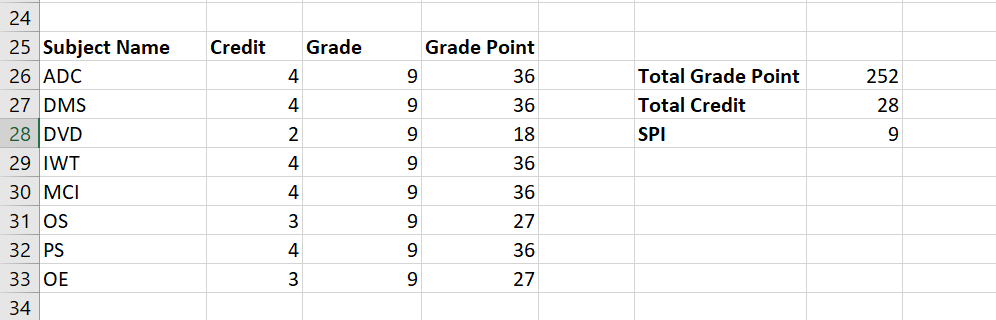 24
25 Subject Name Credit Grade Grade Point
26 ADC 4 9 36 Total Grade Point 252
27 DMS 4 9 36 Total Credit 28
28 DVD 2 9 18 SPI 9
29 IWT 4 9 36
30 MCI 4 9 36
31 OS 3 9 27
32 PS 4 9 36
33 OE 3 9 27
34